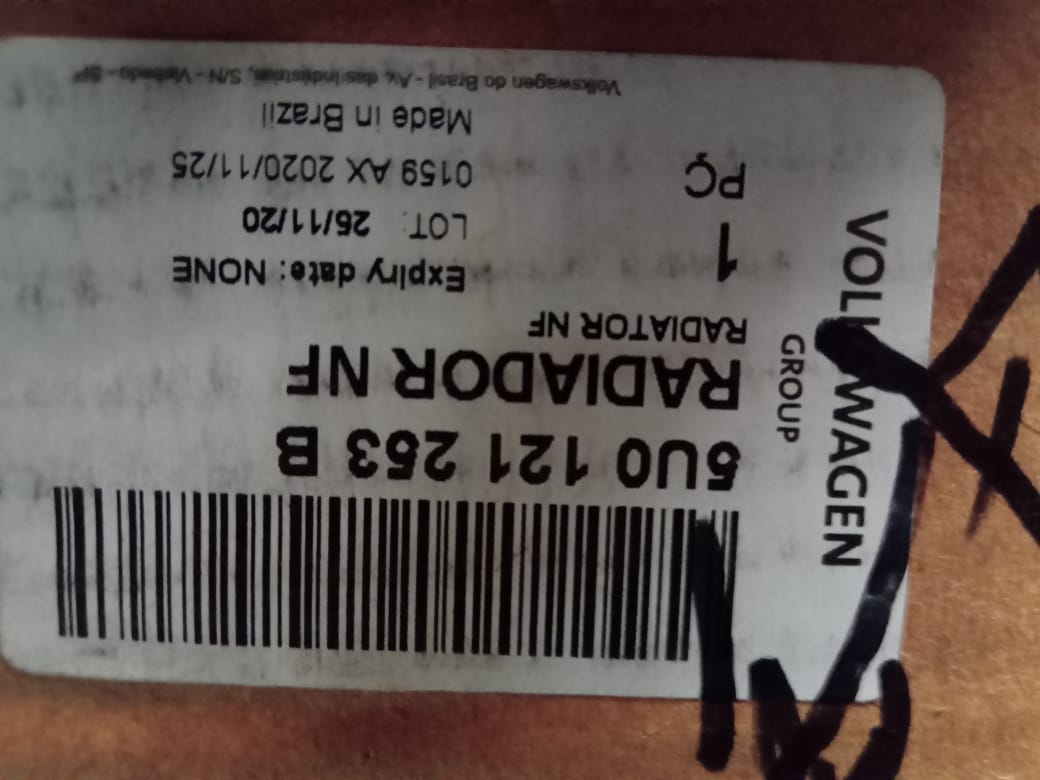 5U0 121 253 B
RADIADOR NF
RADIATOR NF
Expiry date: NONE
LOT: 25/11/20
0159 AX 2020/11/25
Made in Brazil
1
PÇ
Volkswagen do Brasil - Av. das Indústrias, S/N - Vinhedo - SP
VOLKSWAGEN
GROUP